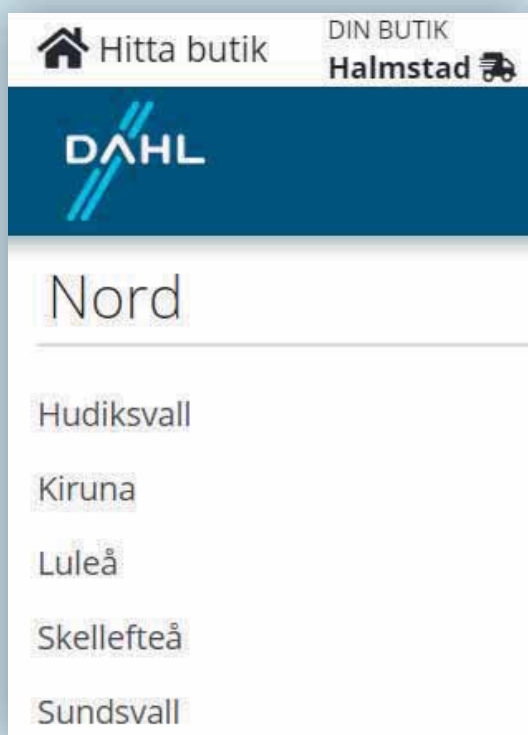 Hitta butik
DIN BUTIK
Halmstad
DAHL
Nord
Hudiksvall
Kiruna
Luleå
Skellefteå
Sundsvall